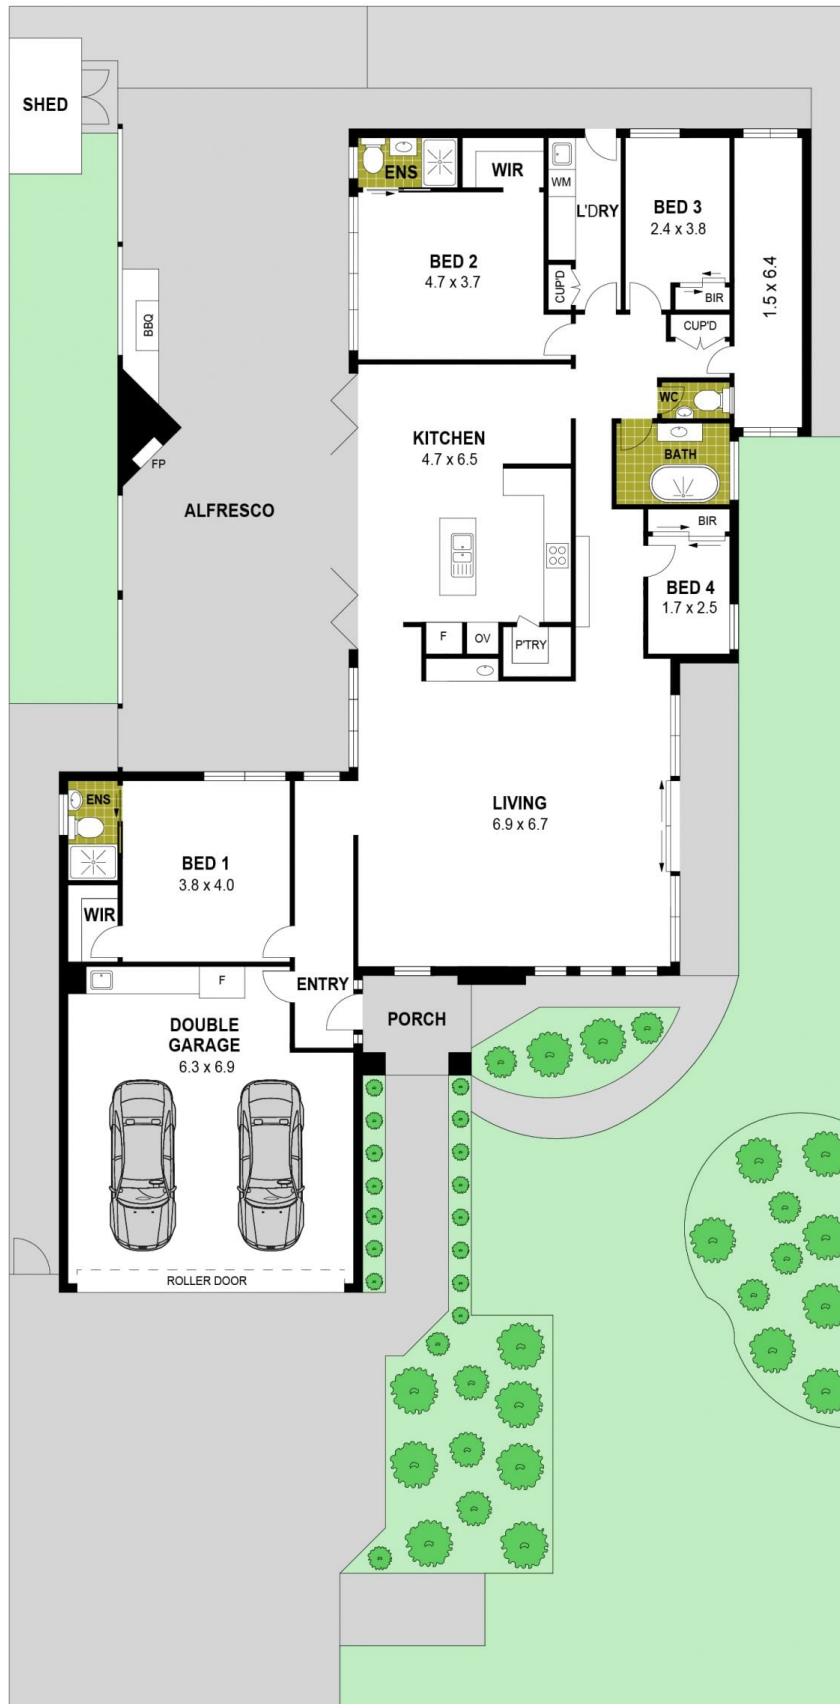 SHED
ENS
WIR
WM
L'DRY
BED 3
2.4 x 3.8
BED 2
4.7 x 3.7
CUP'D
BIR
1.5 x 6.4
BBQ
CUP'D
WC
KITCHEN
4.7 x 6.5
BATH
FP
ALFRESCO
BIR
BED 4
1.7 x 2.5
F
OV
P'TRY
ENS
LIVING
6.9 x 6.7
BED 1
3.8 x 4.0
WIR
F
ENTRY
PORCH
DOUBLE
GARAGE
6.3 x 6.9
ROLLER DOOR